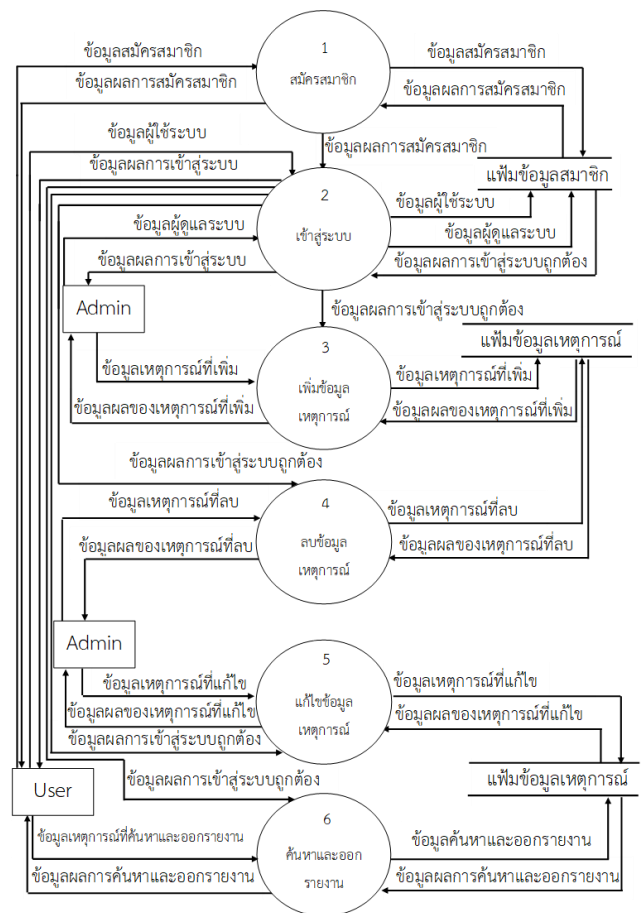 ข้อมูลสมัครสมาชิก
ข้อมูลผลการสมัครสมาชิก
1
สมัครสมาชิก
ข้อมูลสมัครสมาชิก
ข้อมูลผลการสมัครสมาชิก
ข้อมูลผู้ใช้ระบบ
ข้อมูลผลการเข้าสู่ระบบ
ข้อมูลผลการสมัครสมาชิก
แฟ้มข้อมูลสมาชิก
2
เข้าสู่ระบบ
ข้อมูลผู้ใช้ระบบ
ข้อมูลผู้ดูแลระบบ
ข้อมูลผู้ดูแลระบบ
ข้อมูลผลการเข้าสู่ระบบ
ข้อมูลผลการเข้าสู่ระบบถูกต้อง
Admin
ข้อมูลผลการเข้าสู่ระบบถูกต้อง
3
เพิ่มข้อมูล
เหตุการณ์
แฟ้มข้อมูลเหตุการณ์
ข้อมูลเหตุการณ์ที่เพิ่ม
ข้อมูลผลของเหตุการณ์ที่เพิ่ม
ข้อมูลเหตุการณ์ที่เพิ่ม
ข้อมูลผลของเหตุการณ์ที่เพิ่ม
ข้อมูลผลการเข้าสู่ระบบถูกต้อง
ข้อมูลเหตุการณ์ที่ลบ
ข้อมูลผลของเหตุการณ์ที่ลบ
4
ลบข้อมูล
เหตุการณ์
ข้อมูลเหตุการณ์ที่ลบ
ข้อมูลผลของเหตุการณ์ที่ลบ
Admin
ข้อมูลเหตุการณ์ที่แก้ไข
ข้อมูลผลของเหตุการณ์ที่แก้ไข
ข้อมูลผลการเข้าสู่ระบบถูกต้อง
5
แก้ไขข้อมูล
เหตุการณ์
ข้อมูลเหตุการณ์ที่แก้ไข
ข้อมูลผลของเหตุการณ์ที่แก้ไข
แฟ้มข้อมูลเหตุการณ์
User
ข้อมูลผลการเข้าสู่ระบบถูกต้อง
6
ค้นหาและออก
รายงาน
ข้อมูลเหตุการณ์ที่ค้นหาและออกรายงาน
ข้อมูลผลการค้นหาและออกรายงาน
ข้อมูลค้นหาและออกรายงาน
ข้อมูลผลการค้นหาและออกรายงาน